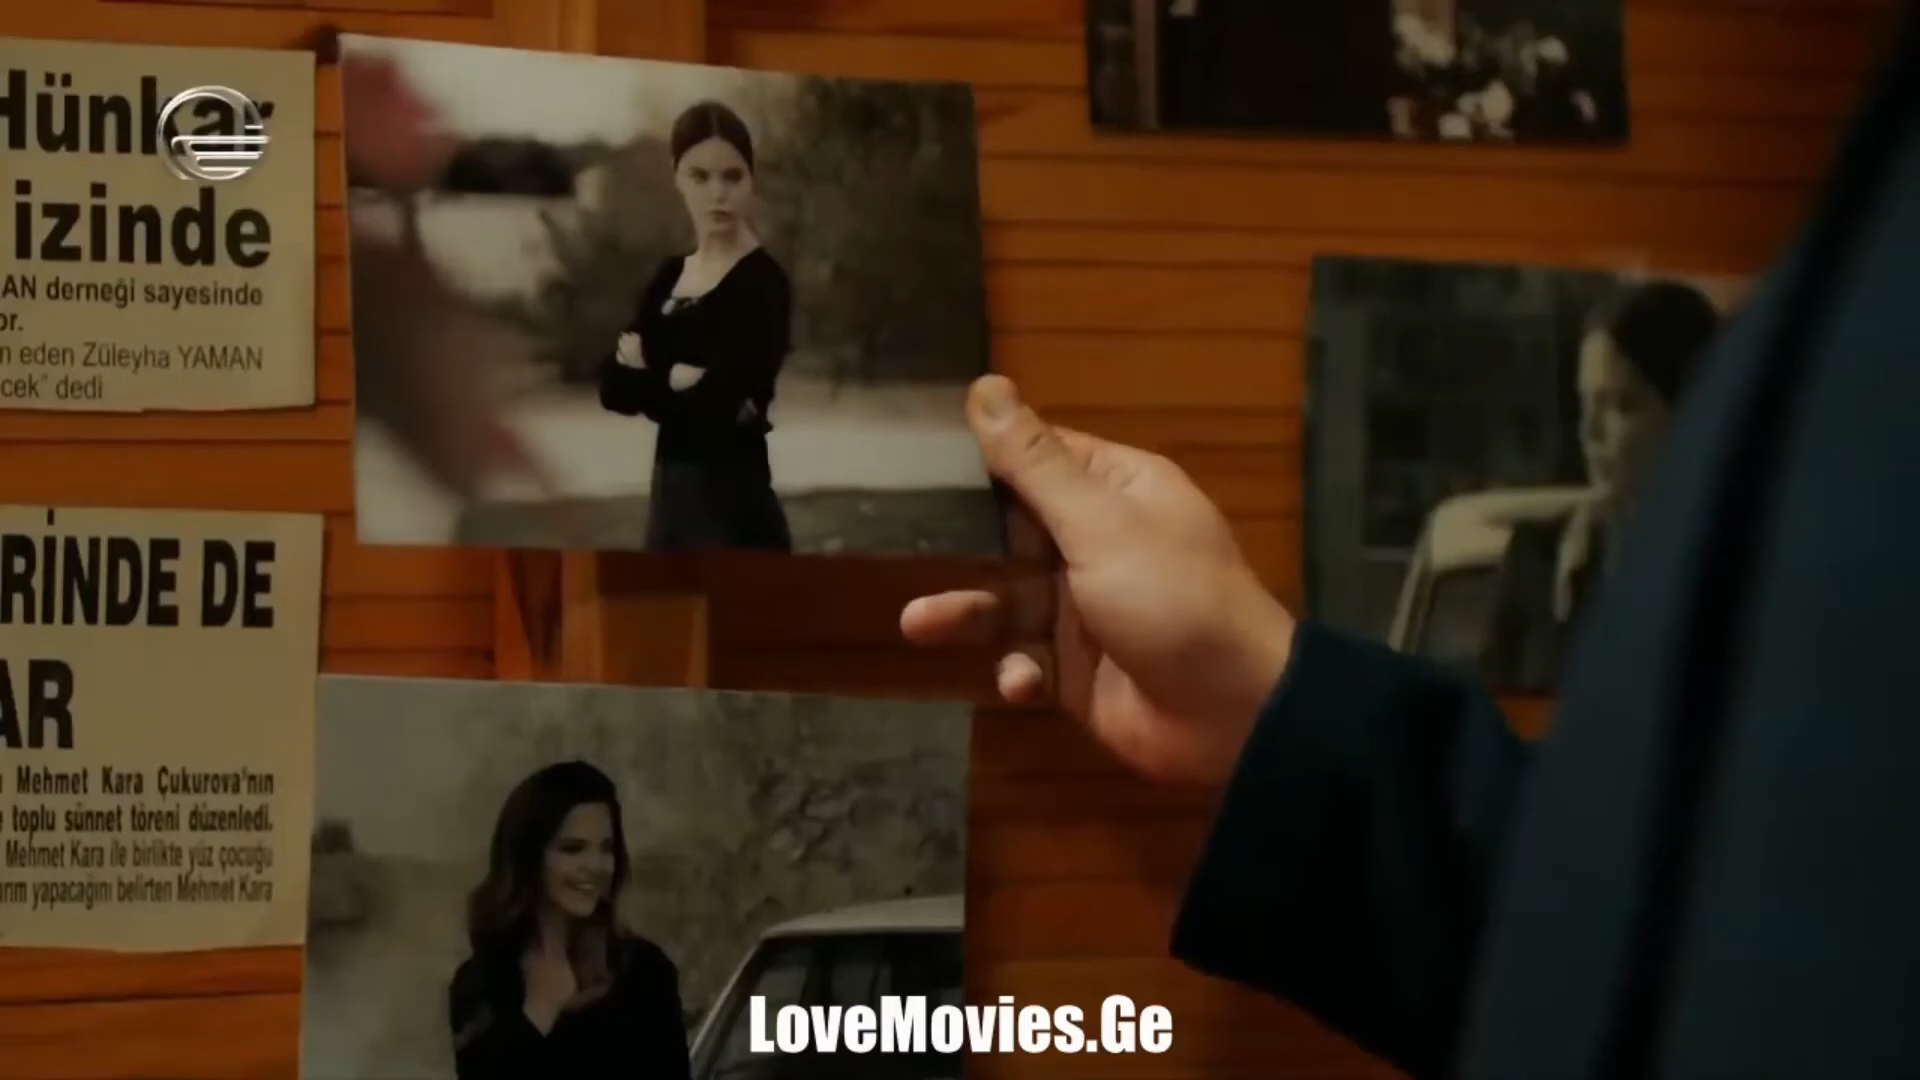 Hünkar
izinde
AN derneği sayesinde
or.
n eden Züleyha YAMAN
cek" dedi
RİNDE DE
AR
Mehmet Kara Çukurova'nın
toplu sünnet töreni düzenledi.
Mehmet Kara ile birlikte yüz çocuğu
yapacağını belirten Mehmet Kara
LoveMovies.Ge